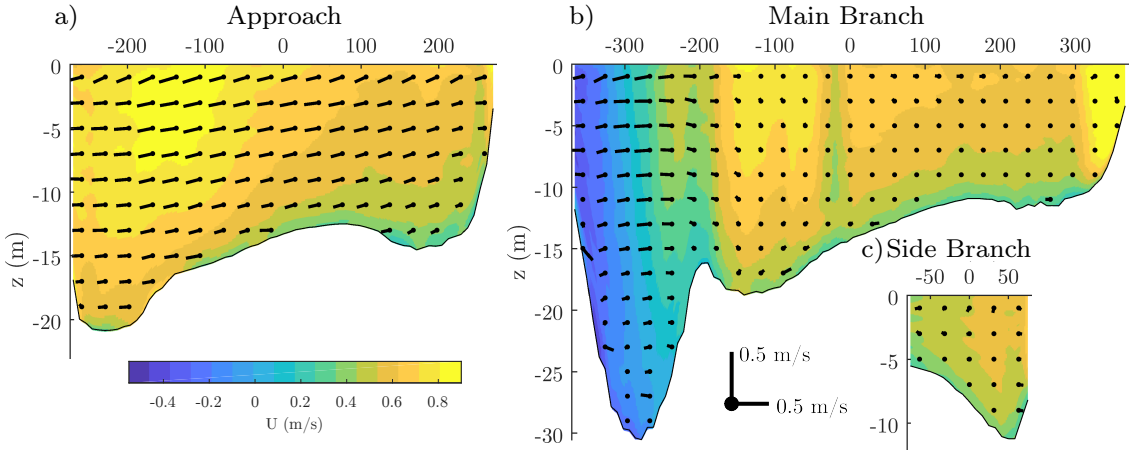 a) Approach
-200 -100 0 100 200
0
-5
-10
-15
-20
z (m)
-0.4 -0.2 0 0.2 0.4 0.6 0.8
U (m/s)
b) Main Branch
-300 -200 -100 0 100 200 300
0
-5
-10
-15
-20
-25
-30
z (m)
0.5 m/s
0.5 m/s
c) Side Branch
-50 0 50
0
-5
-10